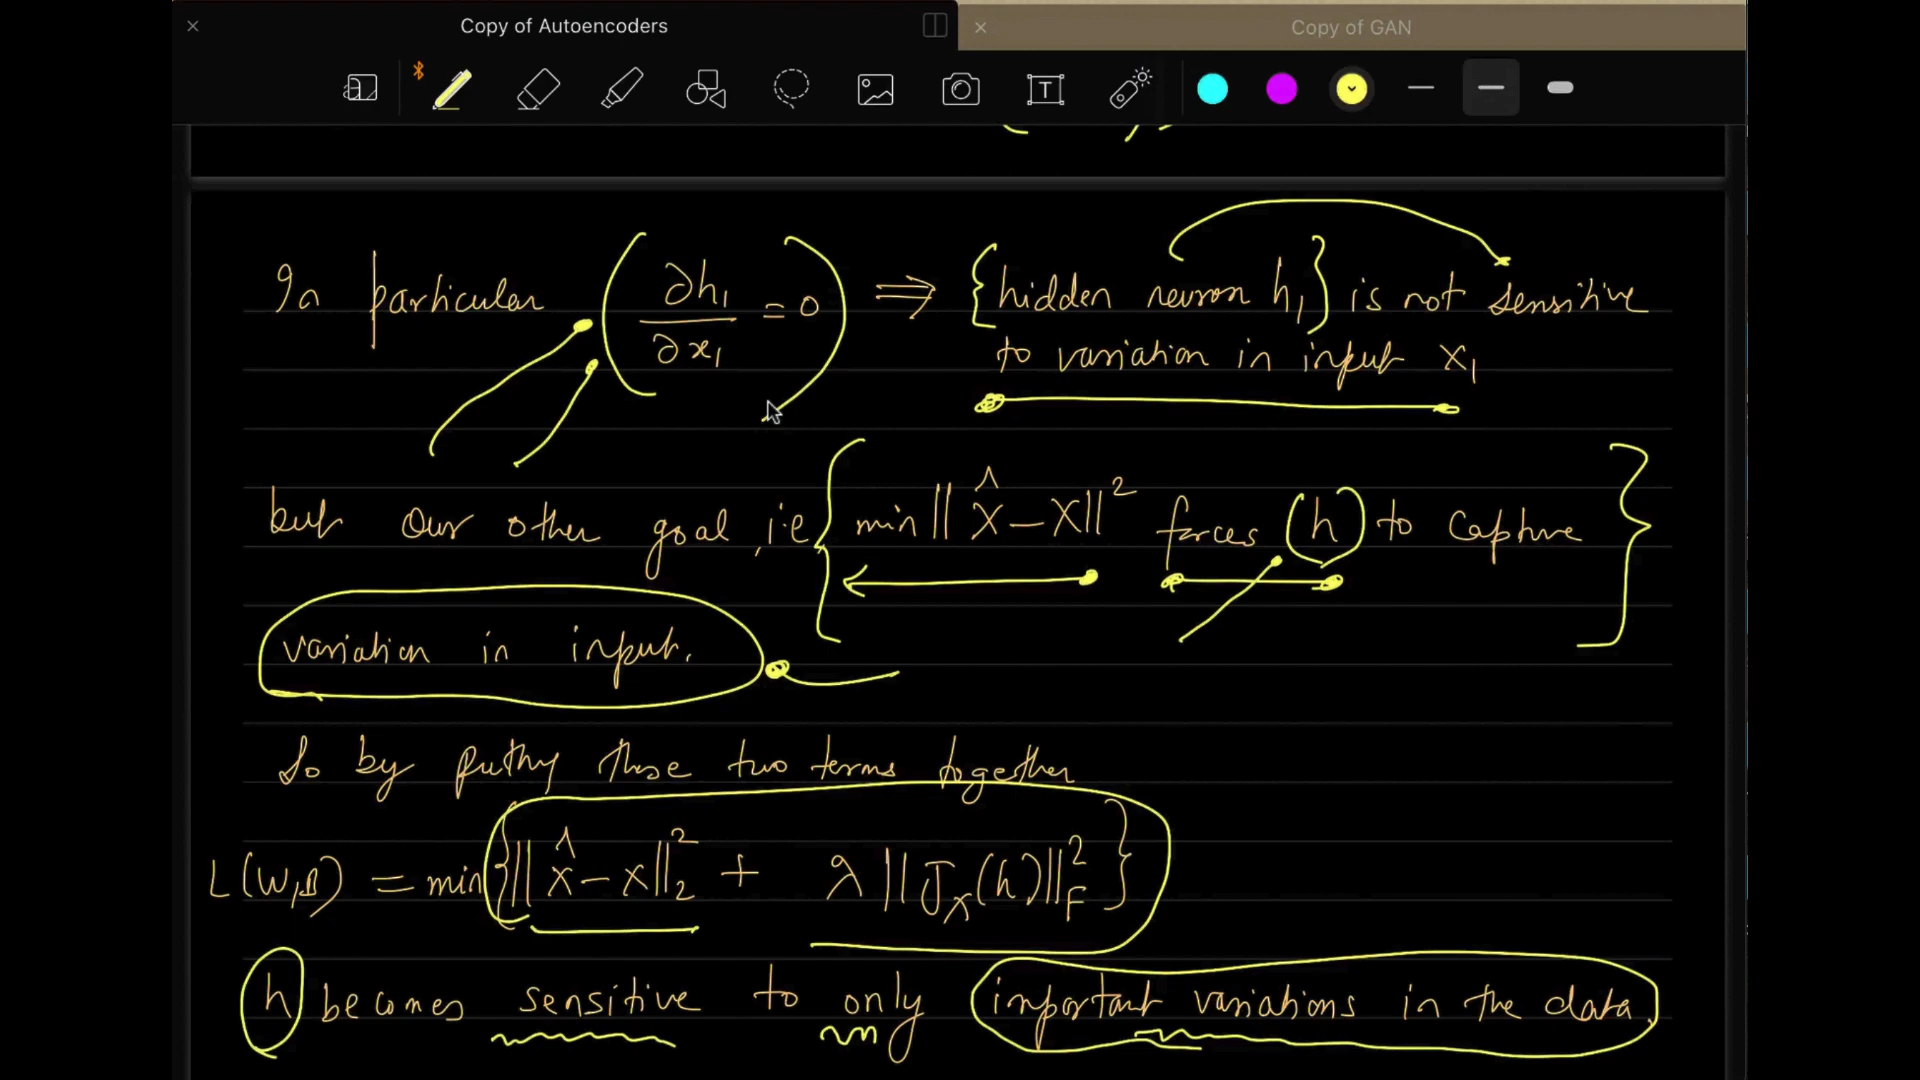 Copy of Autoencoders
Copy of GAN
T
In particular (∂h₁/∂x₁ = 0) ⇒ {hidden neuron h₁} is not sensitive
to variation in input x₁
but our other goal, i.e {min || X̂ – X||² forces (h) to capture}
variation in input.
So by putting these two terms together
L(W,B) = min {|| x̂ – x||₂² + λ ||Jₓ(h)||²_F}
h becomes sensitive to only important variations in the data.